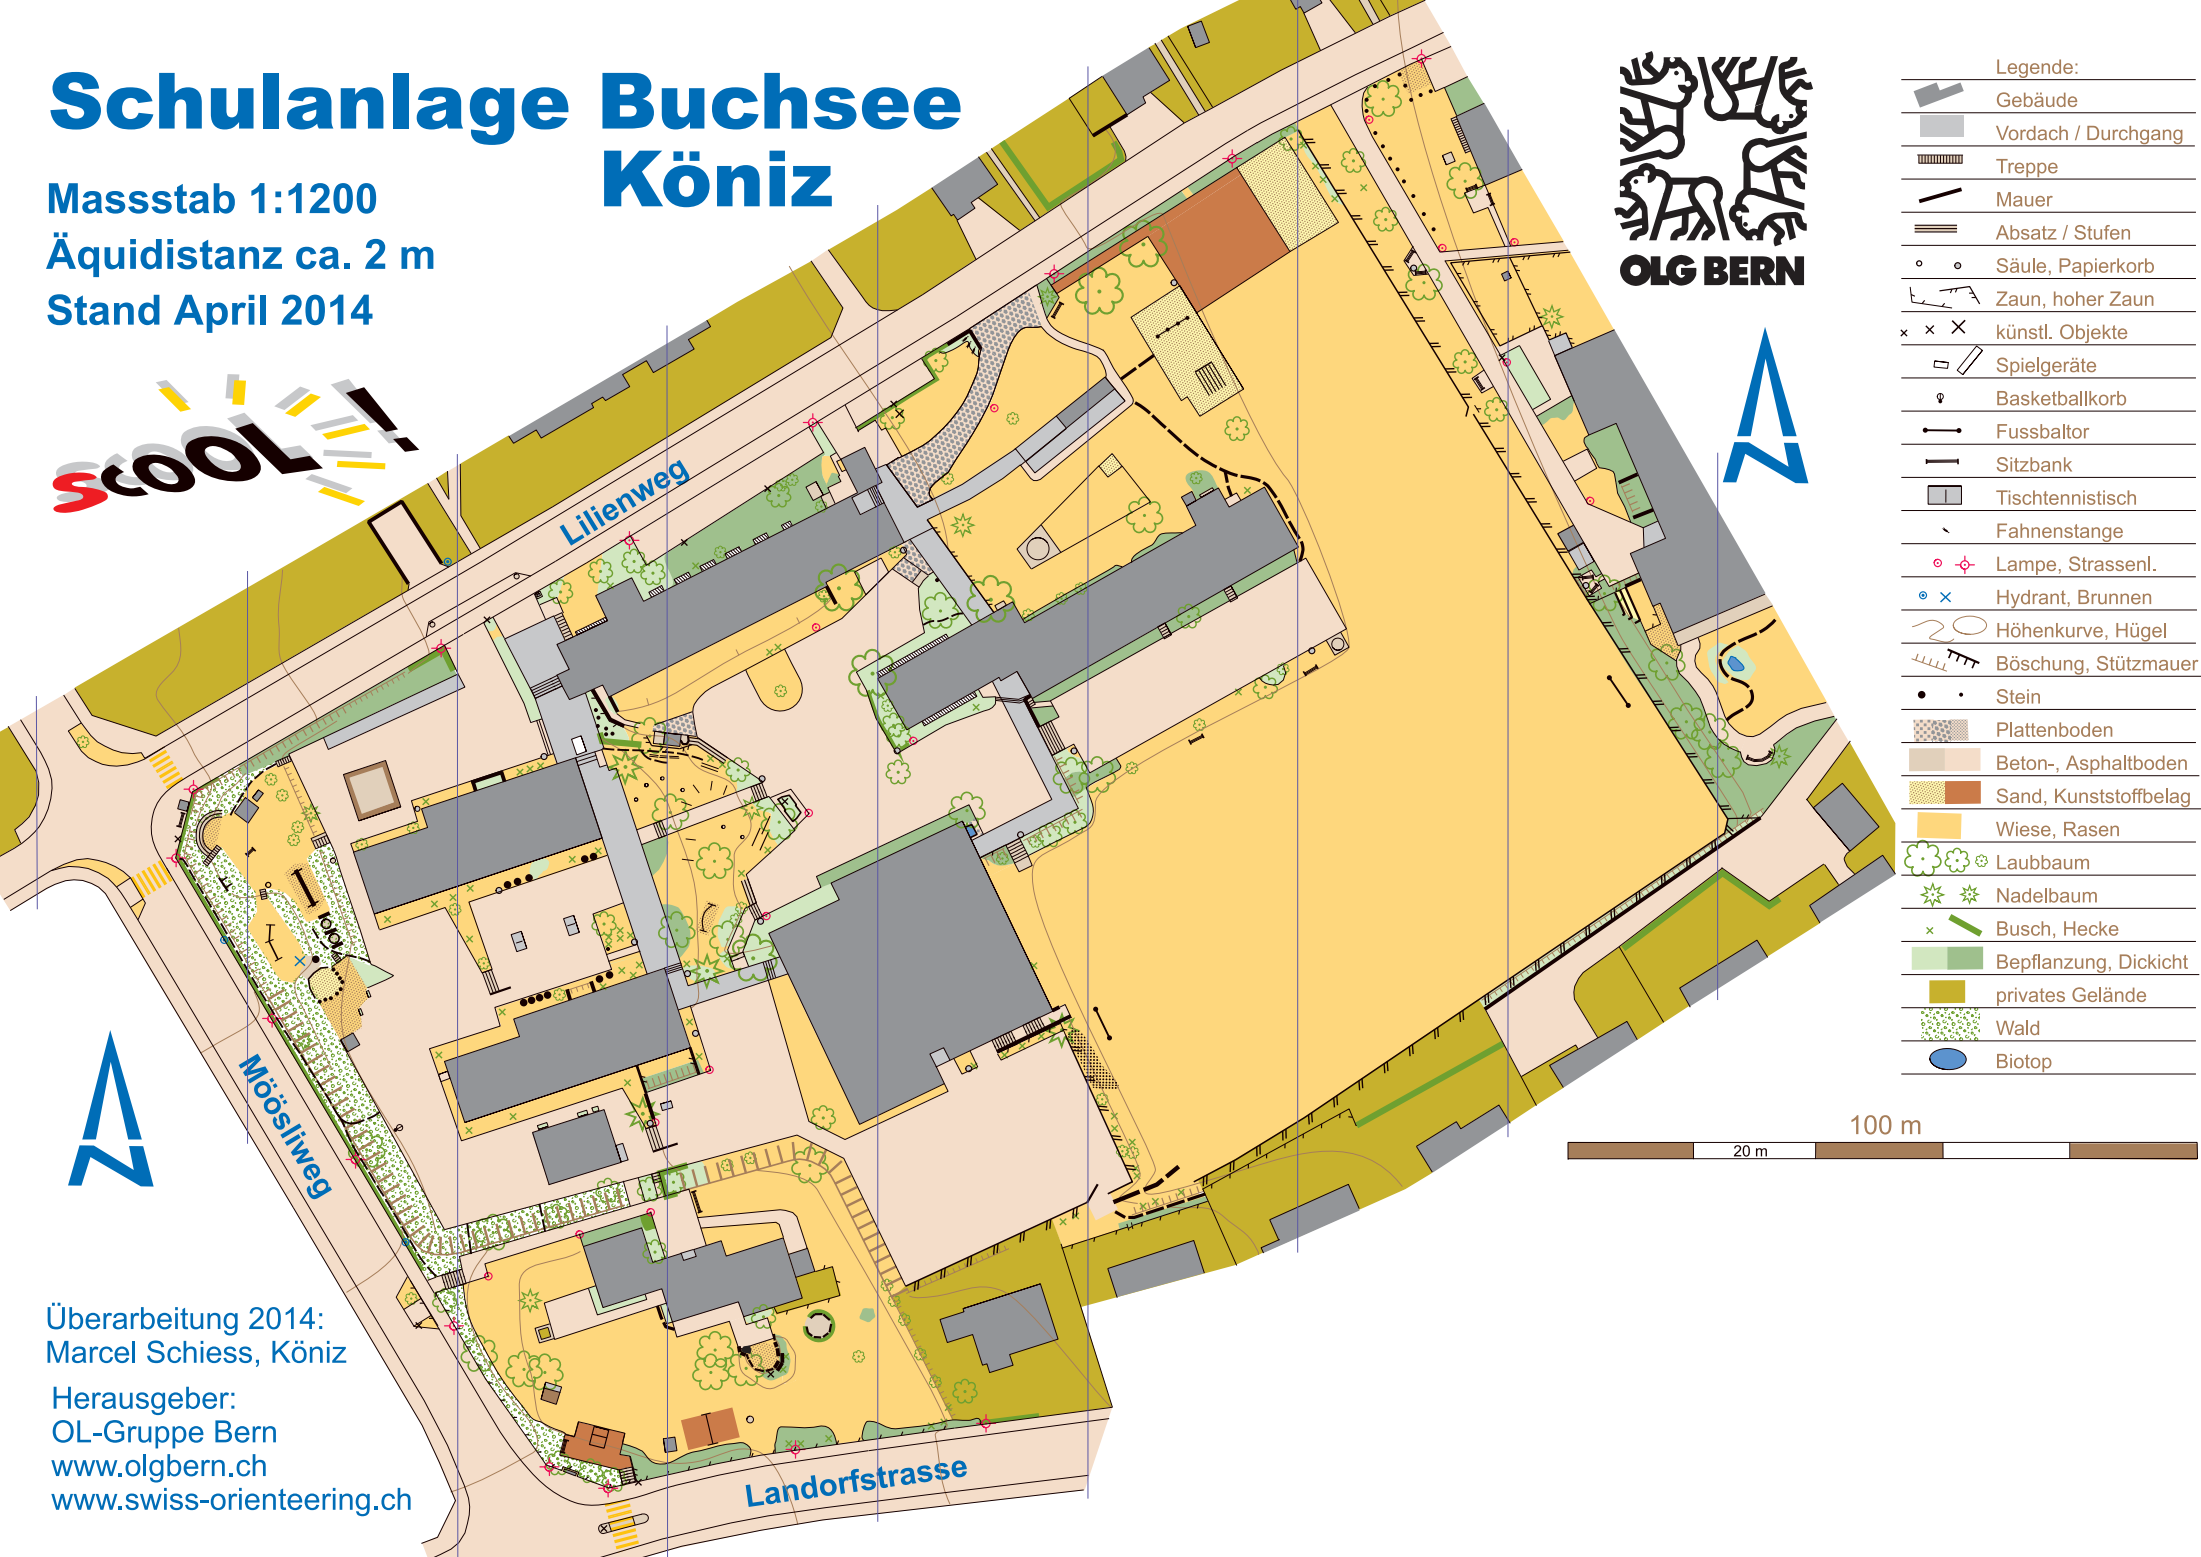 Schulanlage Buchsee
Köniz
Massstab 1:1200
Äquidistanz ca. 2 m
Stand April 2014
sCOOL!
OLG BERN
Legende:
Gebäude
Vordach / Durchgang
Treppe
Mauer
Absatz / Stufen
Säule, Papierkorb
Zaun, hoher Zaun
künstl. Objekte
Spielgeräte
Basketballkorb
Fussbaltor
Sitzbank
Tischtennistisch
Fahnenstange
Lampe, Strassenl.
Hydrant, Brunnen
Höhenkurve, Hügel
Böschung, Stützmauer
Stein
Plattenboden
Beton-, Asphaltboden
Sand, Kunststoffbelag
Wiese, Rasen
Laubbaum
Nadelbaum
Busch, Hecke
Bepflanzung, Dickicht
privates Gelände
Wald
Biotop
100 m
20 m
Lilienweg
Möösliweg
Landorfstrasse
Überarbeitung 2014:
Marcel Schiess, Köniz
Herausgeber:
OL-Gruppe Bern
www.olgbern.ch
www.swiss-orienteering.ch